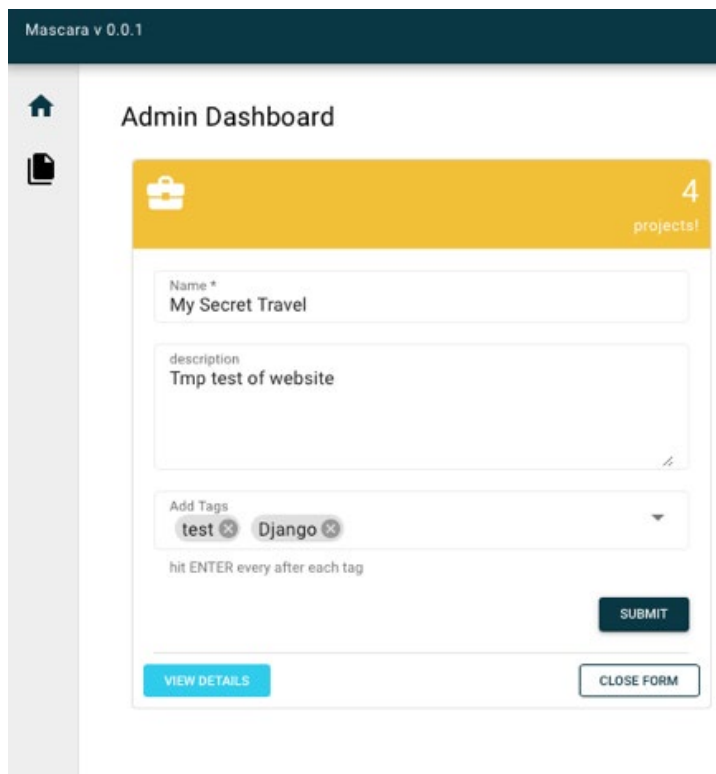 Mascara v 0.0.1
Admin Dashboard
4
projects!
Name *
My Secret Travel
description
Tmp test of website
Add Tags
test Django
hit ENTER every after each tag
SUBMIT
VIEW DETAILS CLOSE FORM